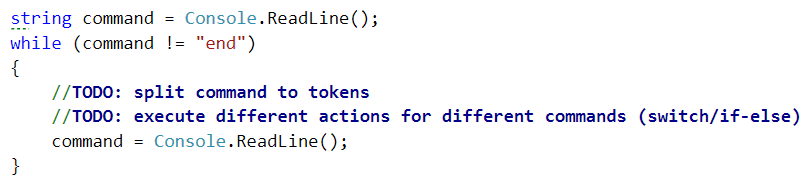 string command = Console.ReadLine();
while (command != "end")
{
    //TODO: split command to tokens
    //TODO: execute different actions for different commands (switch/if-else)
    command = Console.ReadLine();
}